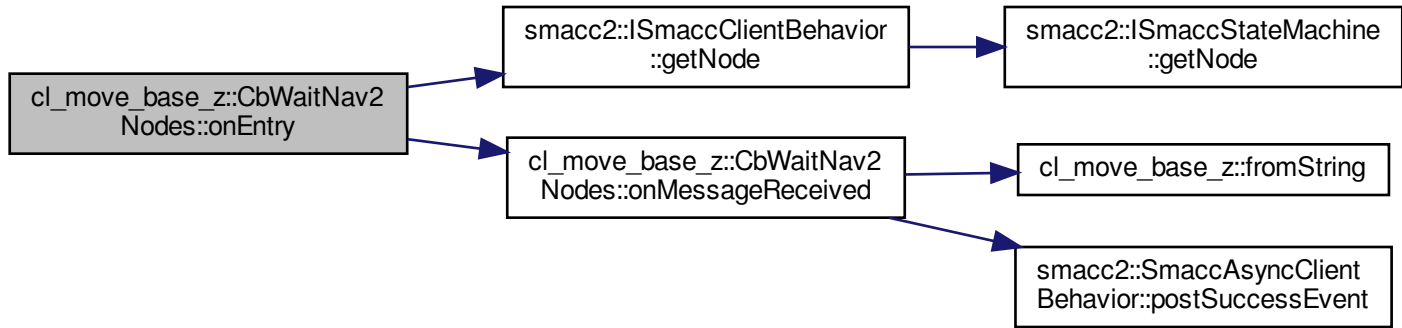 cl_move_base_z::CbWaitNav2
Nodes::onEntry
smacc2::ISmaccClientBehavior
::getNode
smacc2::ISmaccStateMachine
::getNode
cl_move_base_z::CbWaitNav2
Nodes::onMessageReceived
cl_move_base_z::fromString
smacc2::SmaccAsyncClient
Behavior::postSuccessEvent